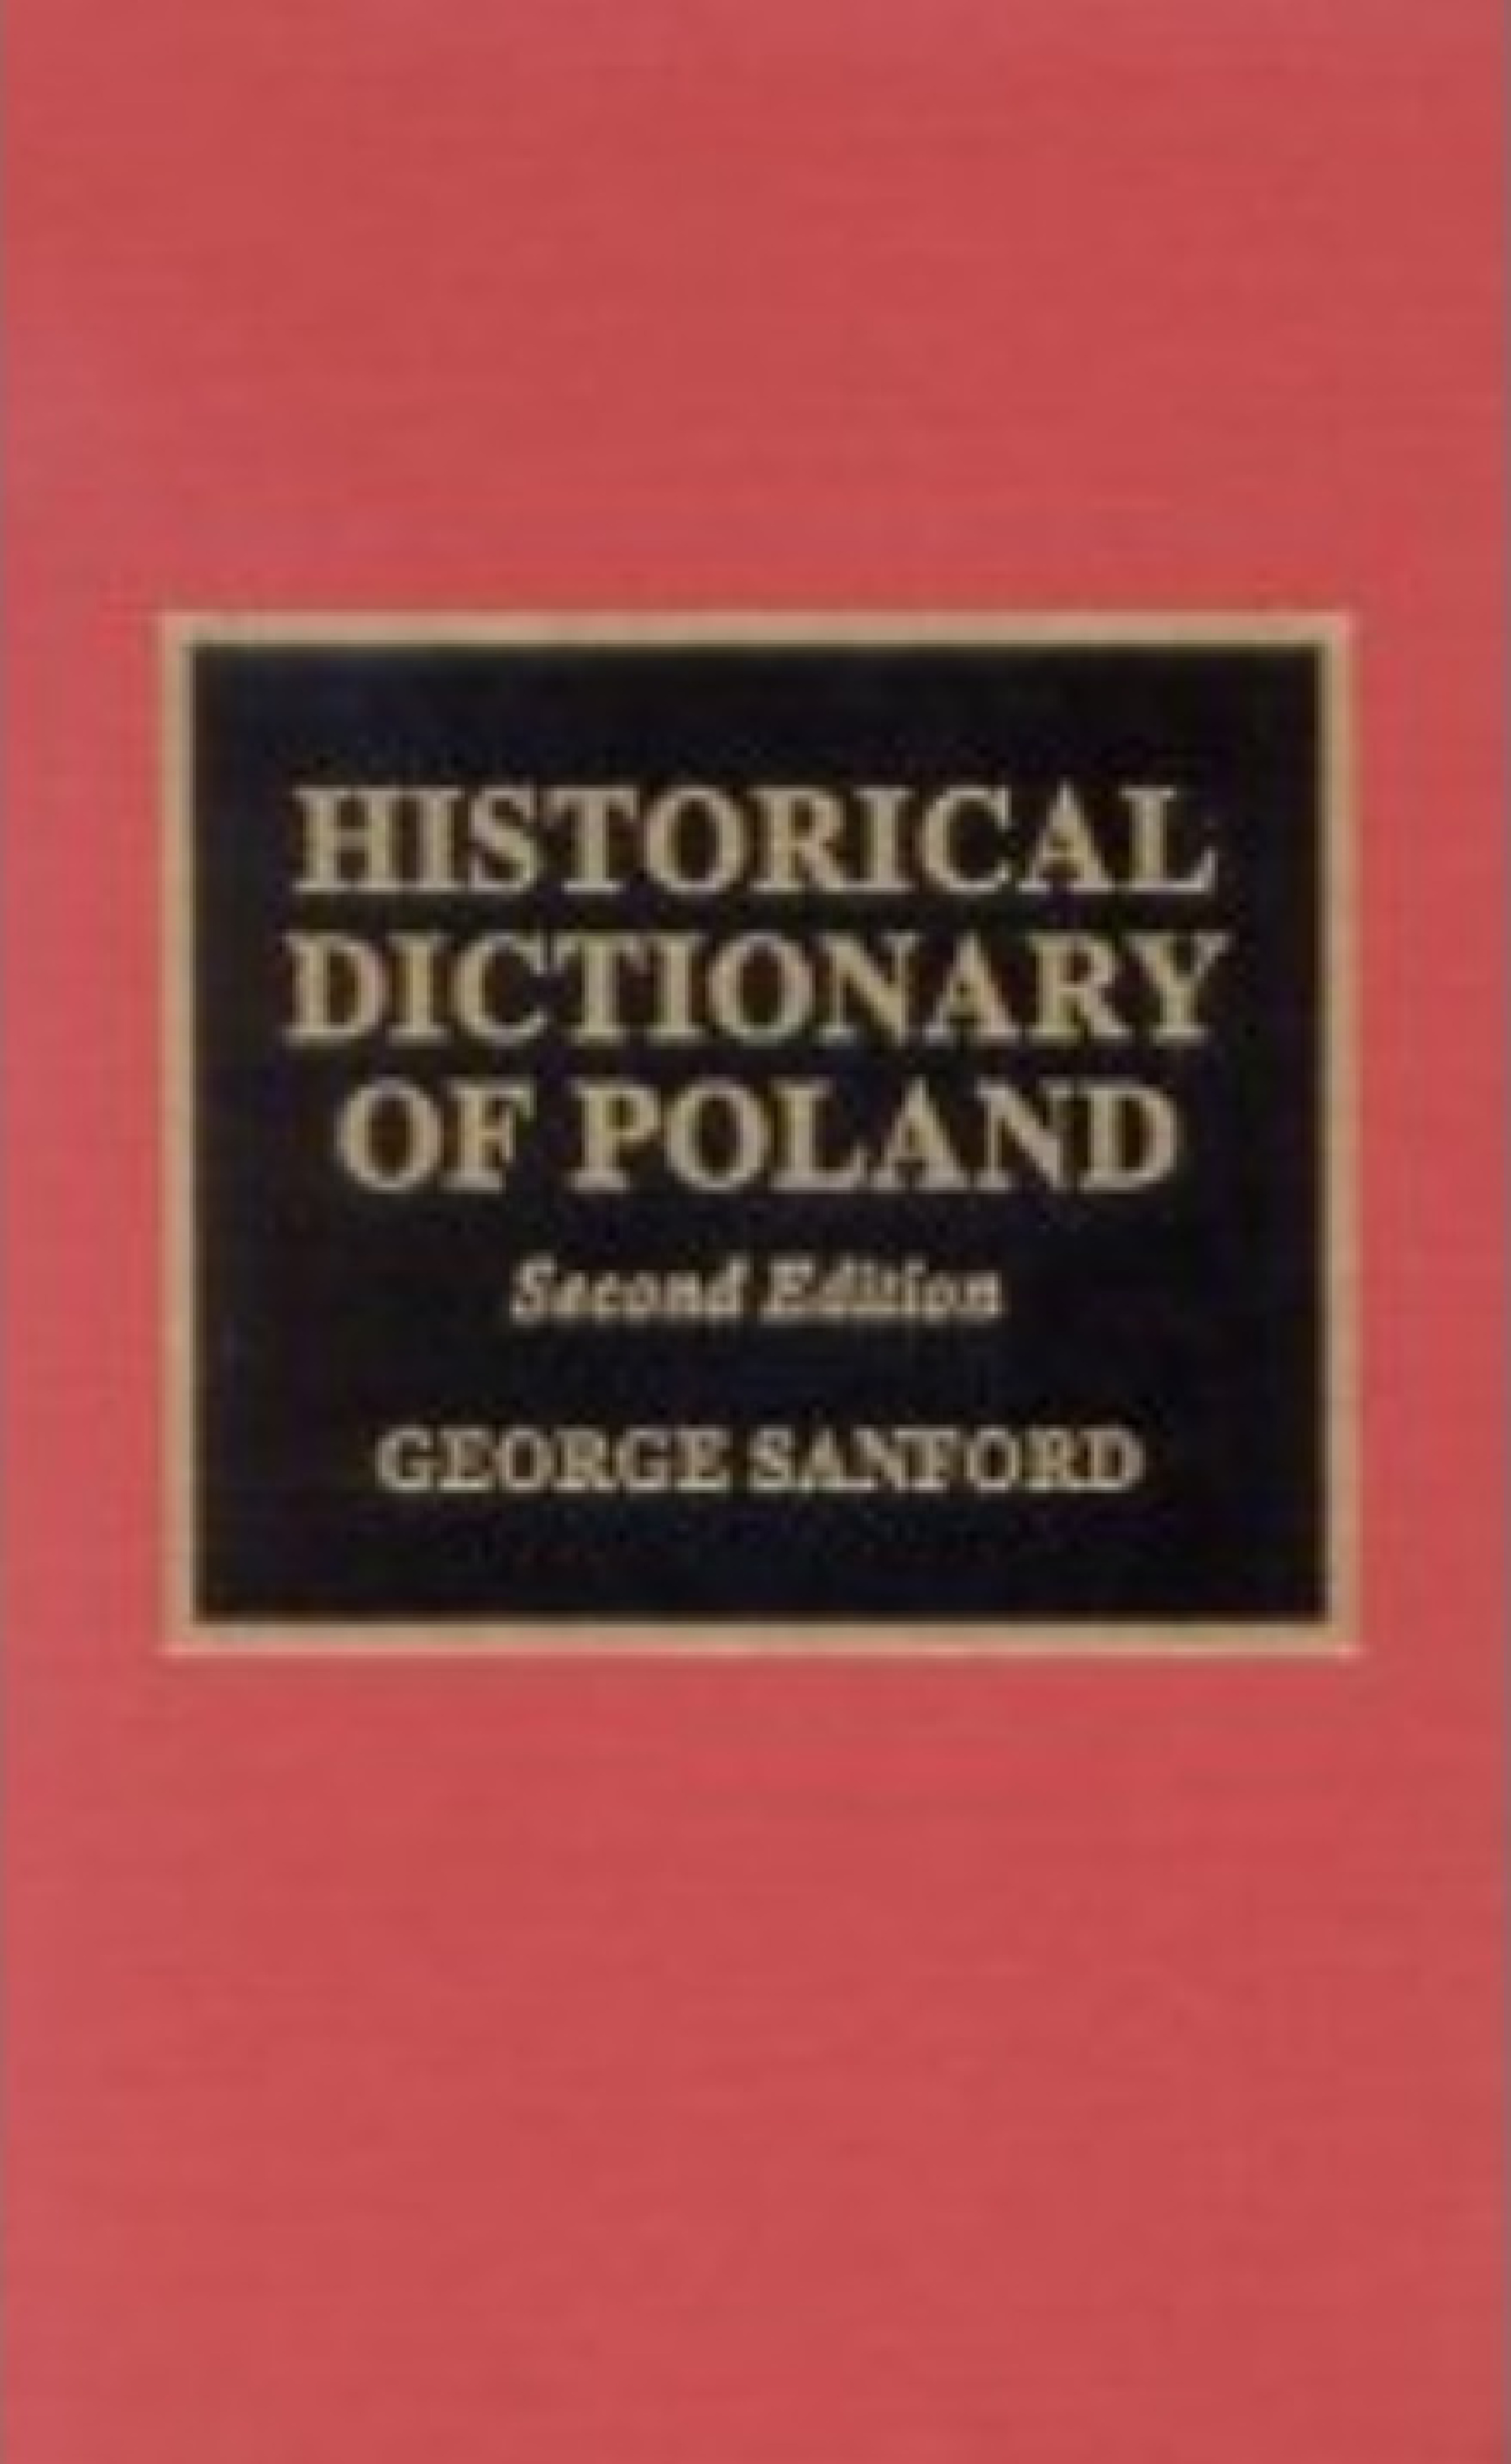 HISTORICAL
DICTIONARY
OF POLAND
Second Edition
GEORGE SANFORD